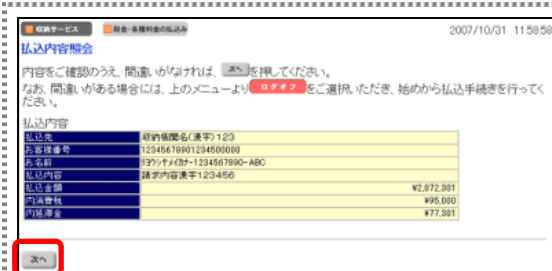 収納サービス 税金・各種料金の払込み 2007/10/31 11:58:58
払込内容照会
内容をご確認のうえ、間違いがなければ、 次へ を押してください。
なお、間違いがある場合には、上のメニューより ログオフ をご選択いただき、始めから払込手続きを行ってく
ださい。
払込内容
払込先 収納機関名(漢字)123
お客様番号 12345678901234500000
お名前 -1234567890-ABC
払込内容 請求内容漢字123456
払込金額 ¥2,072,301
内消費税 ¥95,000
内延滞金 ¥77,301
次へ